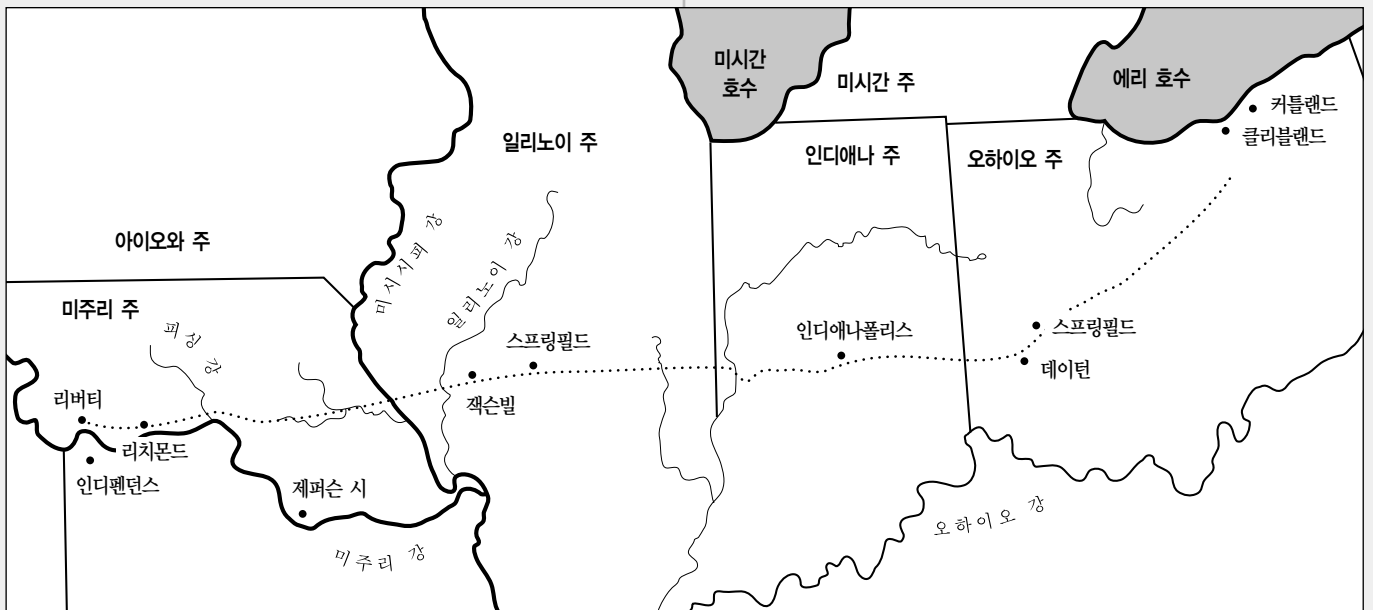 미시간
호수
미시간 주
에리 호수
커틀랜드
클리블랜드
일리노이 주
인디애나 주
오하이오 주
아이오와 주
미시시피 강
일리노이 강
미주리 주
피싱 강
스프링필드
인디애나폴리스
스프링필드
데이턴
잭슨빌
리버티
리치몬드
인디펜던스
제퍼슨 시
미주리 강
오하이오 강